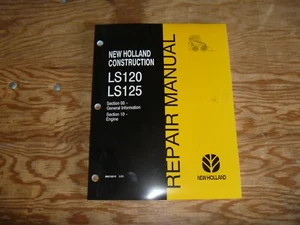 NEW HOLLAND
CONSTRUCTION
LS120
LS125
Section 00 -
General Information
Section 10 -
Engine
REPAIR MANUAL
NEW HOLLAND